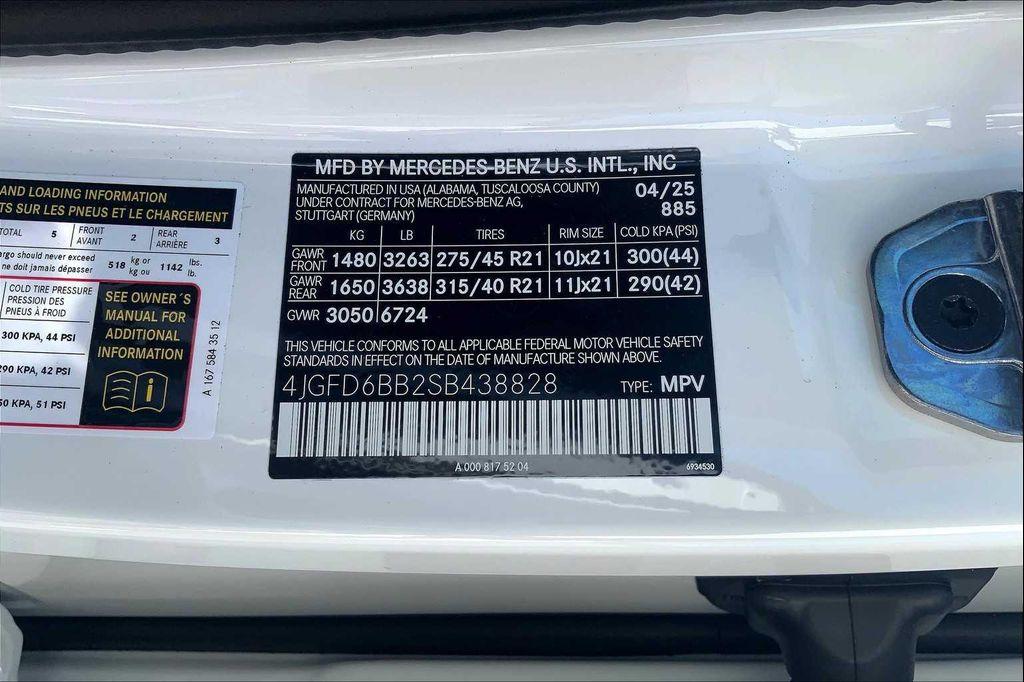 AND LOADING INFORMATION
TS SUR LES PNEUS ET LE CHARGEMENT
TOTAL 5 FRONT AVANT 2 REAR ARRIÈRE 3
argo should never exceed 518 kg or 1142 lbs.
ne doit jamais dépasser kg ou lb.
COLD TIRE PRESSURE
PRESSION DES
PNEUS À FROID
300 KPA, 44 PSI
290 KPA, 42 PSI
50 KPA, 51 PSI
SEE OWNER´S
MANUAL FOR
ADDITIONAL
INFORMATION
A 167 584 35 12
MFD BY MERCEDES-BENZ U.S. INTL., INC
MANUFACTURED IN USA (ALABAMA, TUSCALOOSA COUNTY) 04/25
UNDER CONTRACT FOR MERCEDES-BENZ AG, 885
STUTTGART (GERMANY)
KG LB TIRES RIM SIZE COLD KPA (PSI)
GAWR FRONT 1480 3263 275/45 R21 10Jx21 300(44)
GAWR REAR 1650 3638 315/40 R21 11Jx21 290(42)
GVWR 3050 6724
THIS VEHICLE CONFORMS TO ALL APPLICABLE FEDERAL MOTOR VEHICLE SAFETY
STANDARDS IN EFFECT ON THE DATE OF MANUFACTURE SHOWN ABOVE.
4JGFD6BB2SB438828 TYPE: MPV
A 000 817 52 04 6934530